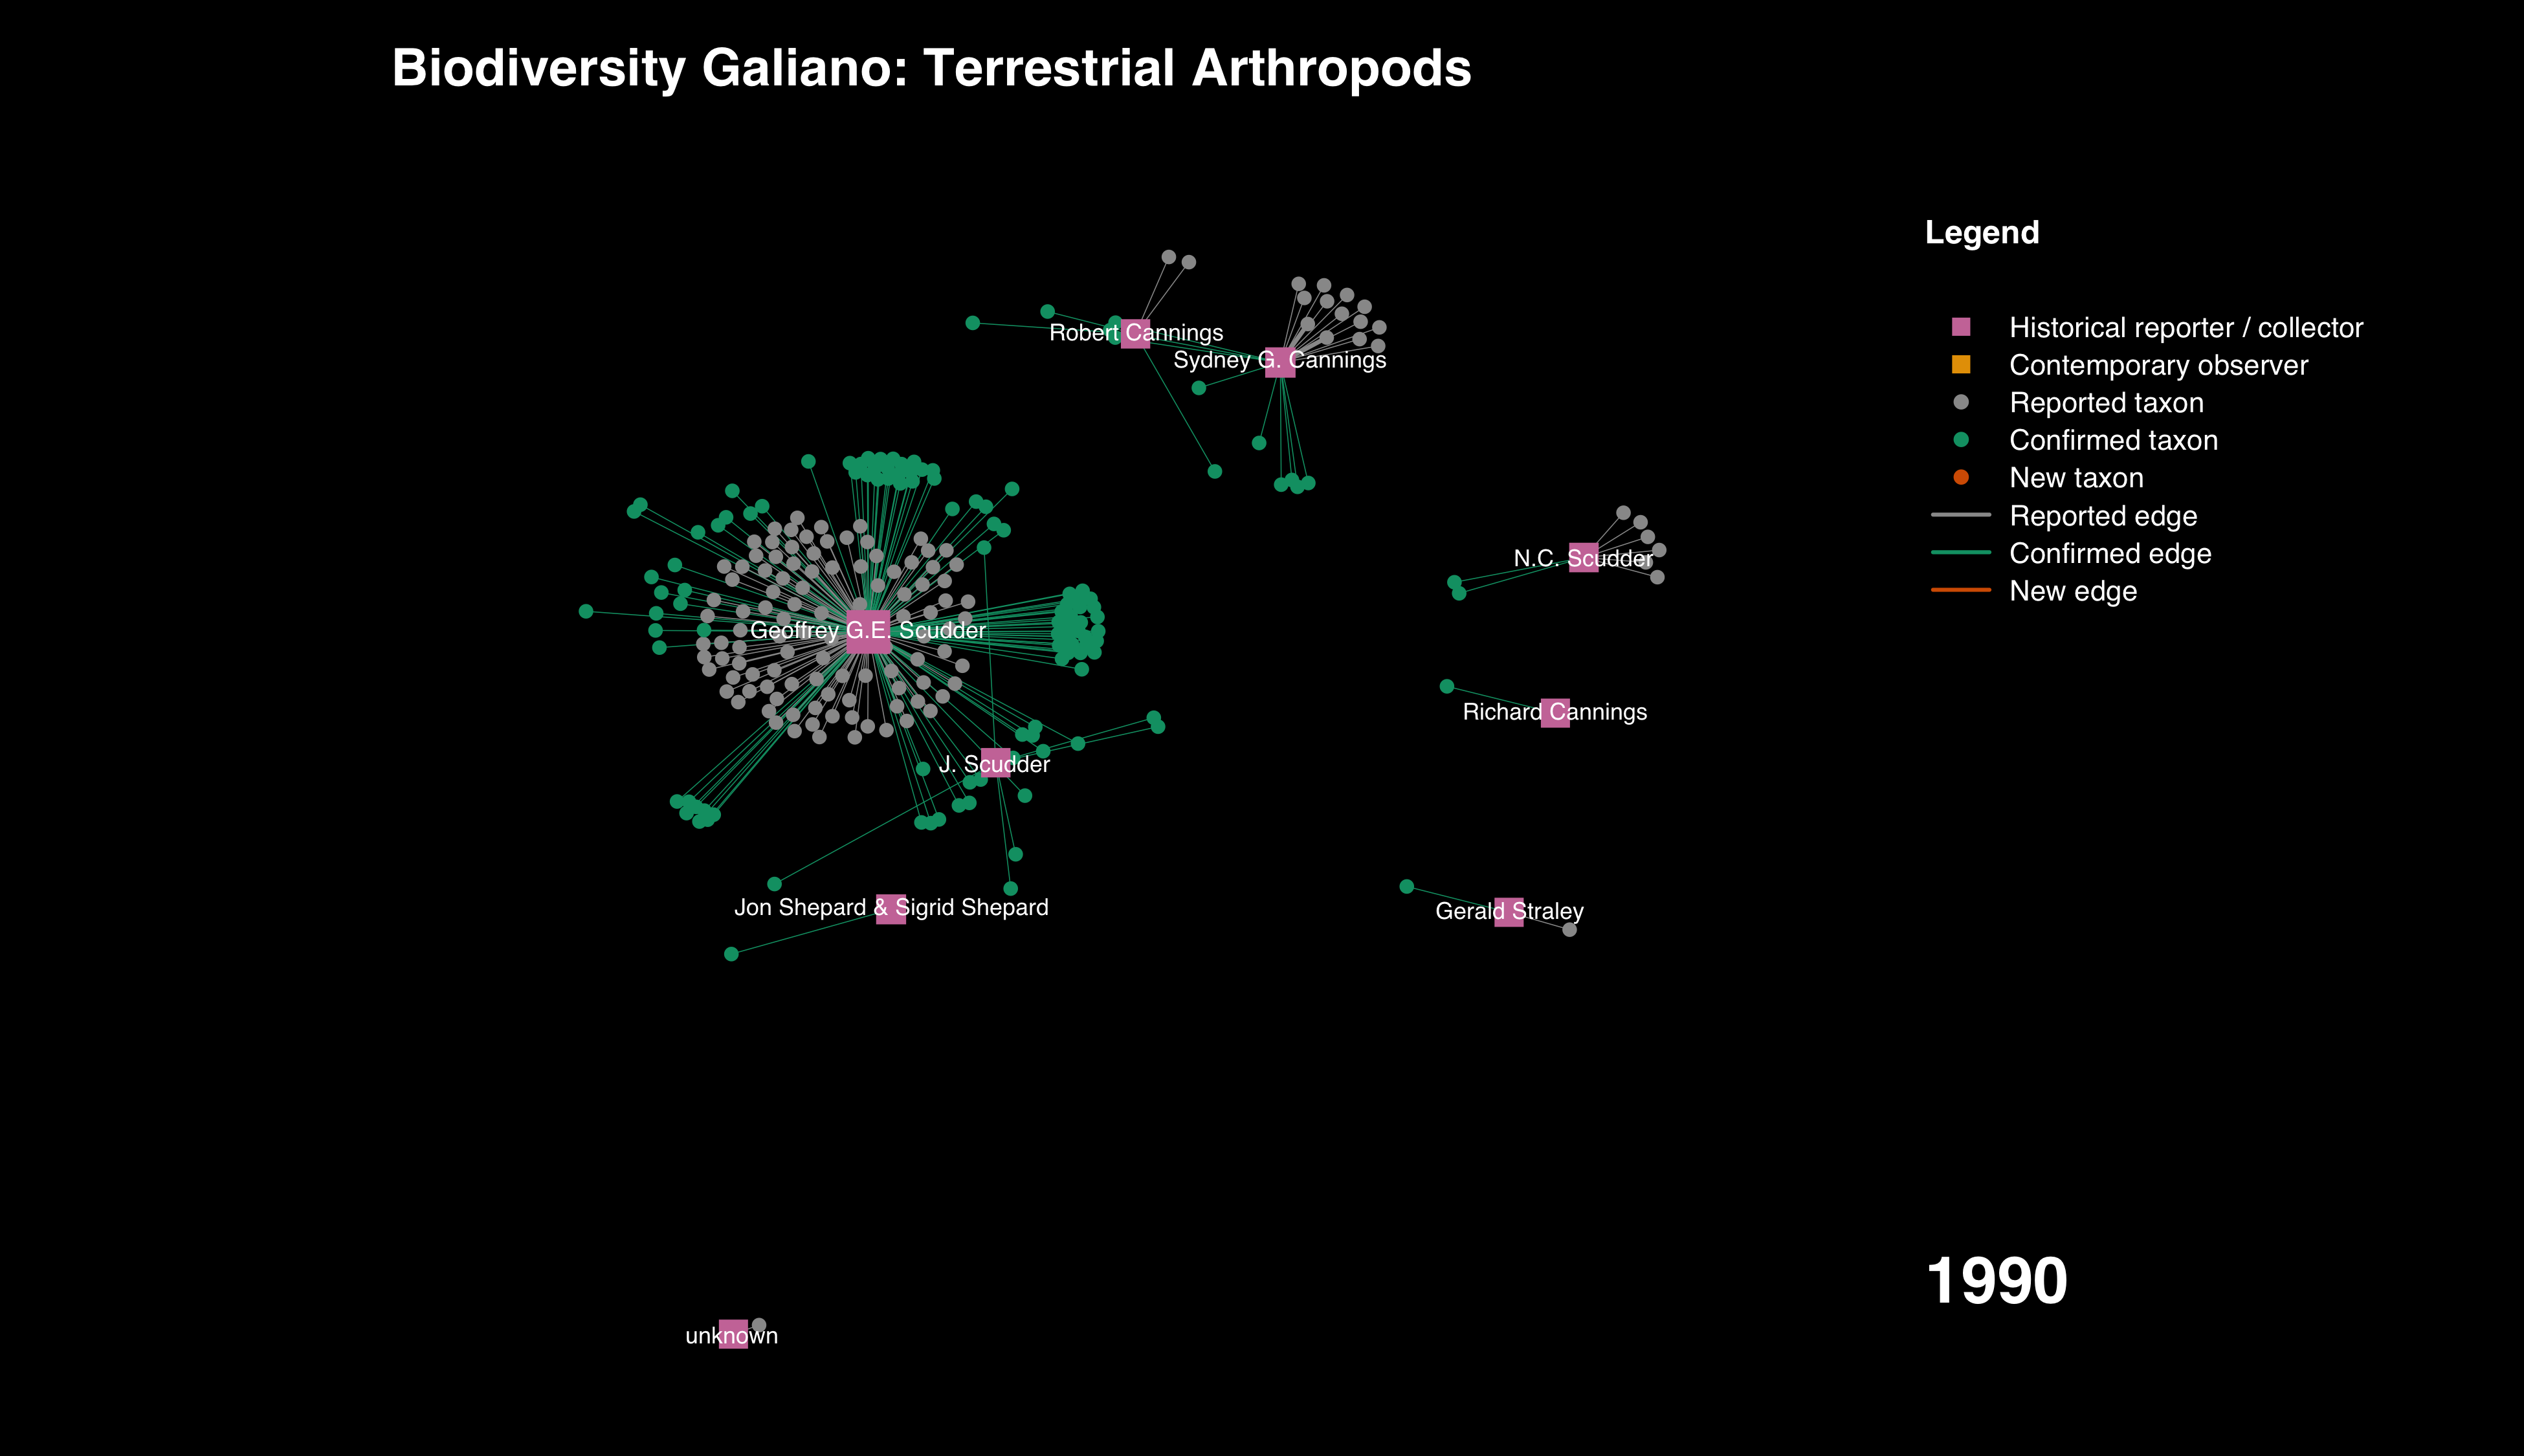 Biodiversity Galiano: Terrestrial Arthropods
Legend
Historical reporter / collector
Contemporary observer
Reported taxon
Confirmed taxon
New taxon
Reported edge
Confirmed edge
New edge
Robert Cannings
Sydney G. Cannings
N.C. Scudder
Geoffrey G.E. Scudder
Richard Cannings
J. Scudder
Jon Shepard & Sigrid Shepard
Gerald Straley
1990
unknown